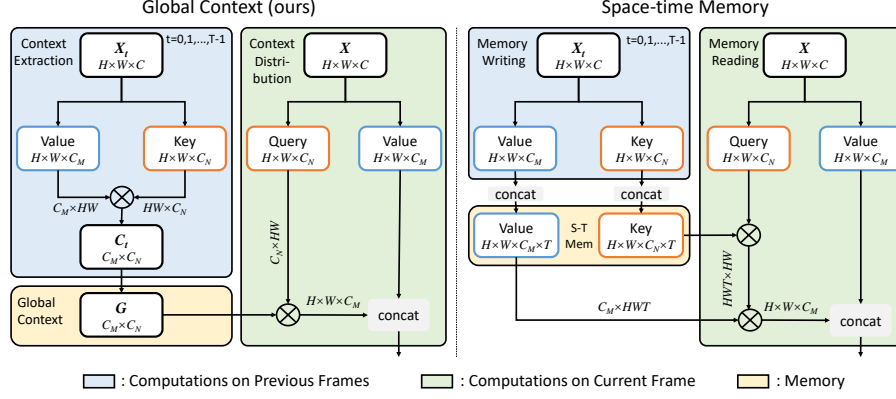 Global Context (ours)
Space-time Memory
Context
Extraction
X_t
H×W×C
t=0,1,...,T-1
Value
H×W×C_M
Key
H×W×C_N
C_M×HW
HW×C_N
C_t
C_M×C_N
Global
Context
G
C_M×C_N
Context
Distri-
bution
X
H×W×C
Query
H×W×C_N
Value
H×W×C_M
C_N×HW
H×W×C_M
concat
Memory
Writing
X_t
H×W×C
t=0,1,...,T-1
Value
H×W×C_M
Key
H×W×C_N
concat
concat
Value
H×W×C_M×T
S-T
Mem
Key
H×W×C_N×T
C_M×HWT
Memory
Reading
X
H×W×C
Query
H×W×C_N
Value
H×W×C_M
HWT×HW
H×W×C_M
concat
: Computations on Previous Frames
: Computations on Current Frame
: Memory